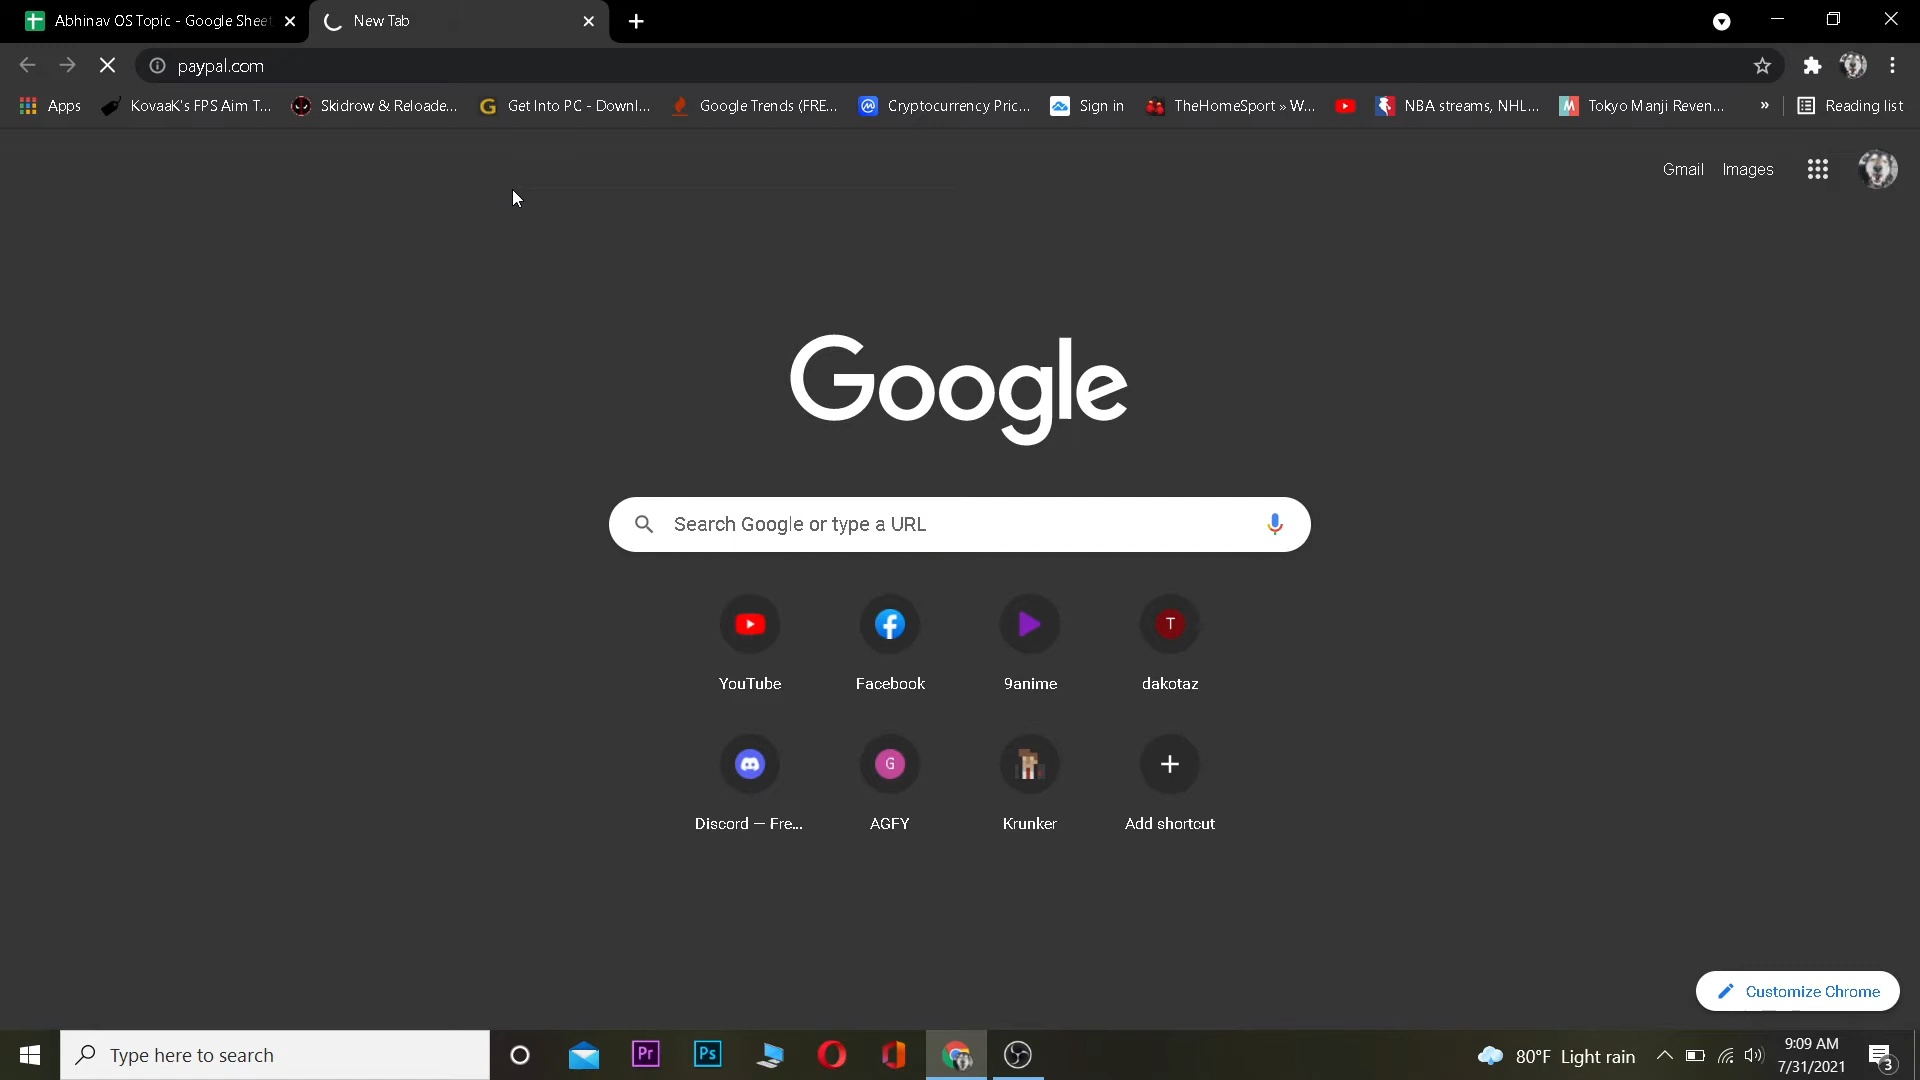 Abhinav OS Topic - Google Sheet
New Tab
paypal.com
Apps
KovaaK's FPS Aim T...
Skidrow & Reloade...
Get Into PC - Downl...
Google Trends (FRE...
Cryptocurrency Pric...
Sign in
TheHomeSport » W...
NBA streams, NHL...
Tokyo Manji Reven...
»
Reading list
Gmail
Images
Google
Search Google or type a URL
YouTube
Facebook
9anime
T
dakotaz
Discord — Fre...
G
AGFY
Krunker
Add shortcut
Customize Chrome
Type here to search
Pr
Ps
80°F Light rain
9:09 AM
7/31/2021
3